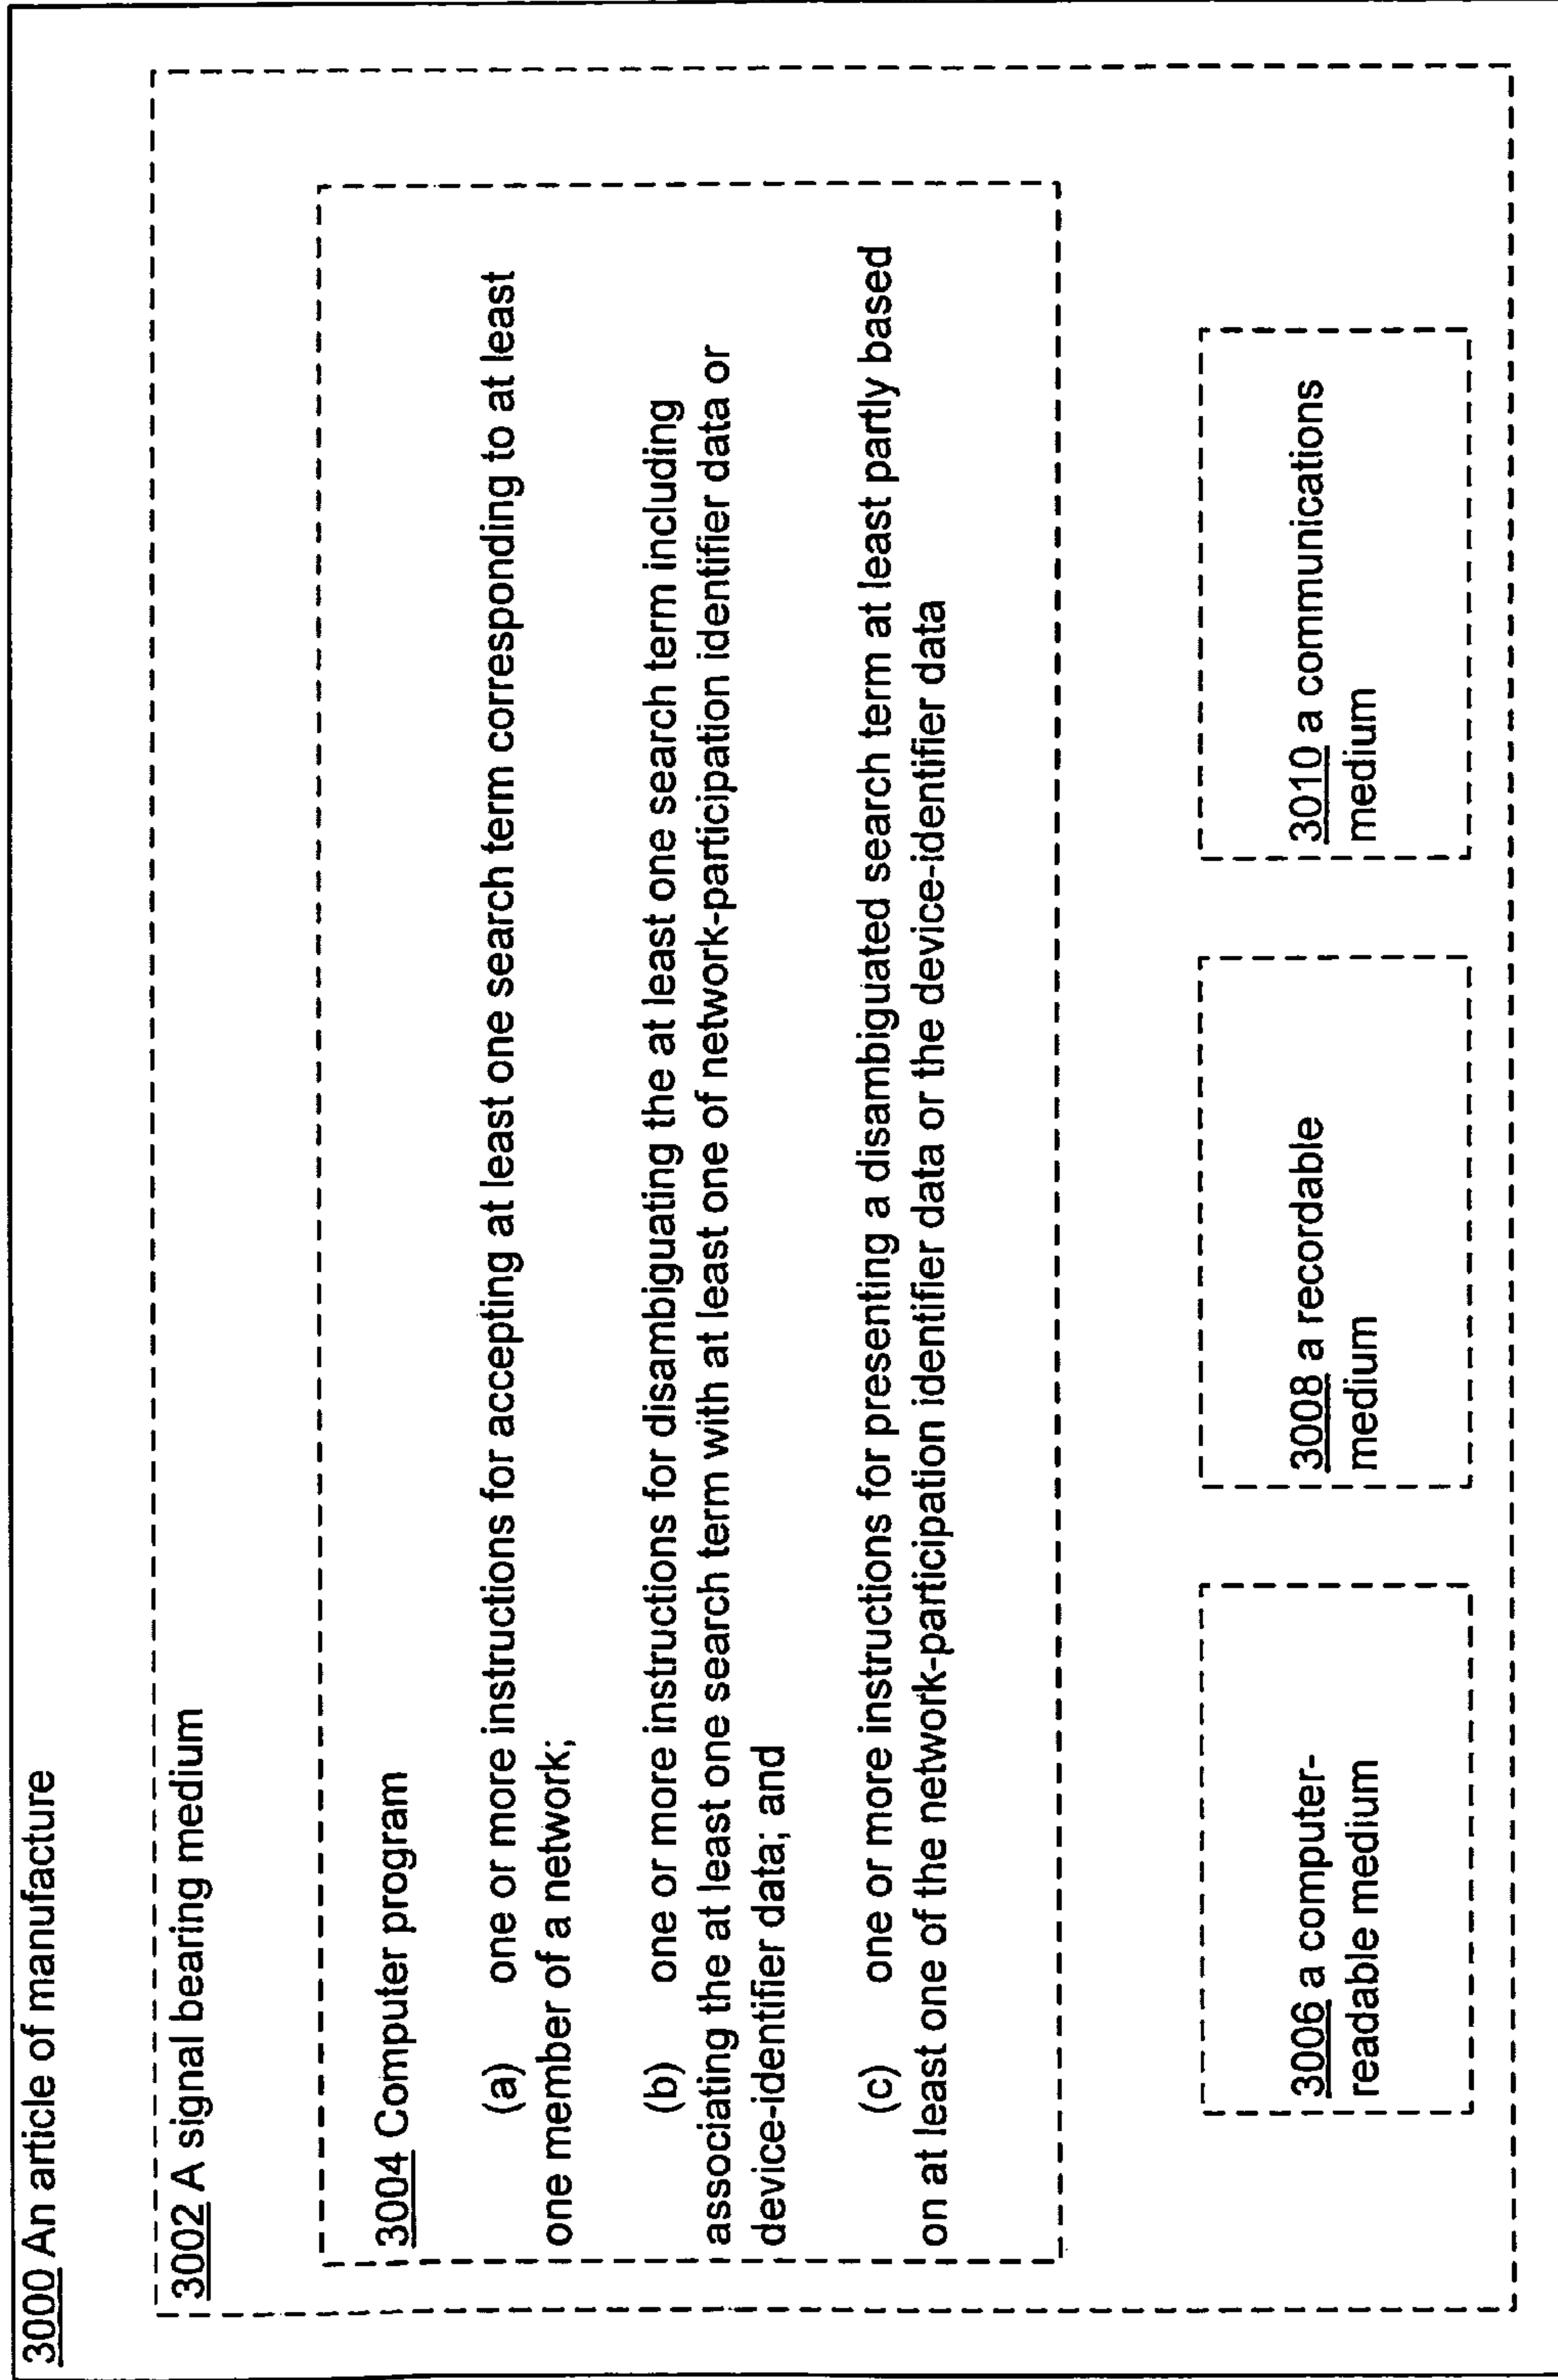 3000 An article of manufacture
3002 A signal bearing medium
3004 Computer program
(a) one or more instructions for accepting at least one search term corresponding to at least
one member of a network;
(b) one or more instructions for disambiguating the at least one search term including
associating the at least one search term with at least one of network-participation identifier data or
device-identifier data; and
(c) one or more instructions for presenting a disambiguated search term at least partly based
on at least one of the network-participation identifier data or the device-identifier data
3006 a computer-
readable medium
3008 a recordable
medium
3010 a communications
medium